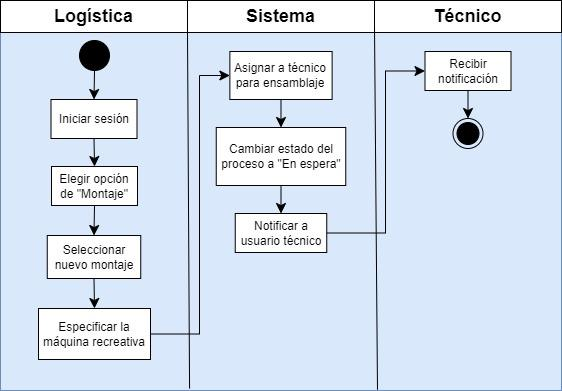 Logística
Sistema
Técnico
Iniciar sesión
Elegir opción
de "Montaje"
Seleccionar
nuevo montaje
Especificar la
máquina recreativa
Asignar a técnico
para ensamblaje
Cambiar estado del
proceso a "En espera"
Notificar a
usuario técnico
Recibir
notificación